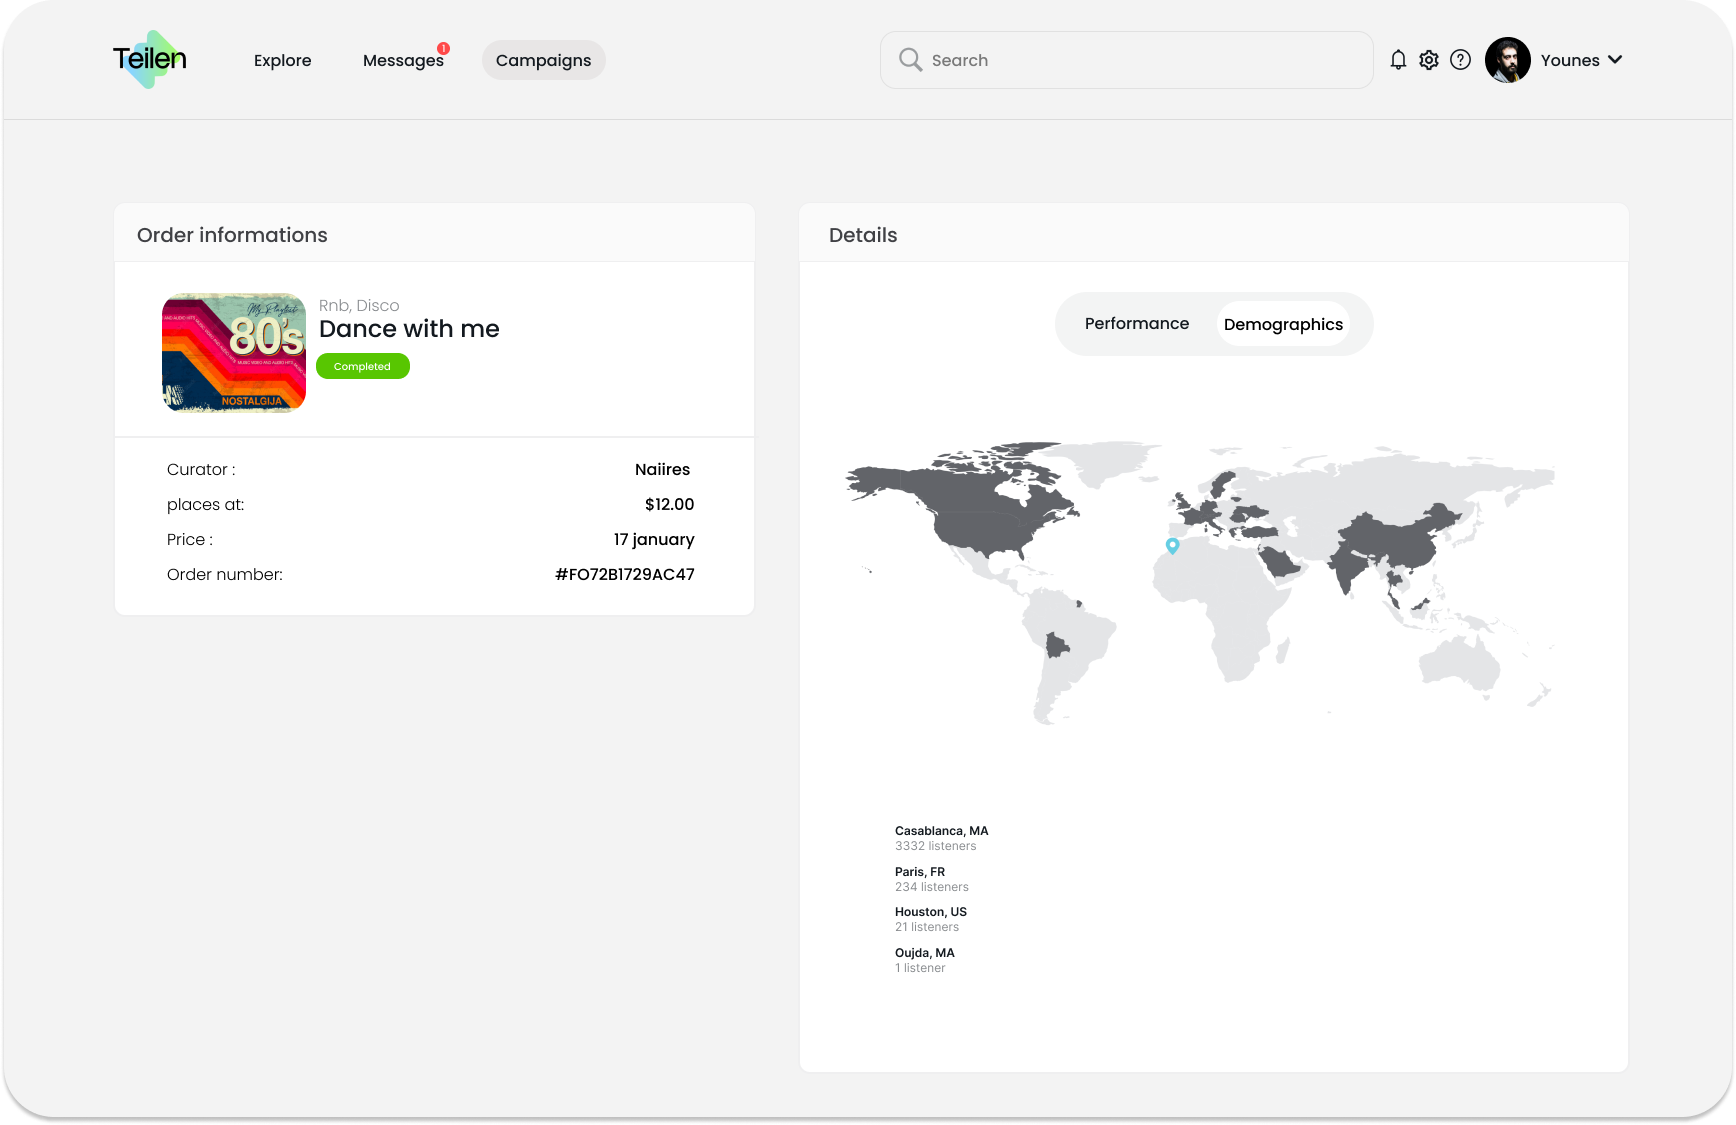 Teilen
Explore
Messages
1
Campaigns
Search
Younes
Order informations
My Playlist
80's
NOSTALGIJA
Rnb, Disco
Dance with me
Completed
Curator :
Naiires
places at:
$12.00
Price :
17 january
Order number:
#FO72B1729AC47
Details
Performance
Demographics
Casablanca, MA
3332 listeners
Paris, FR
234 listeners
Houston, US
21 listeners
Oujda, MA
1 listener